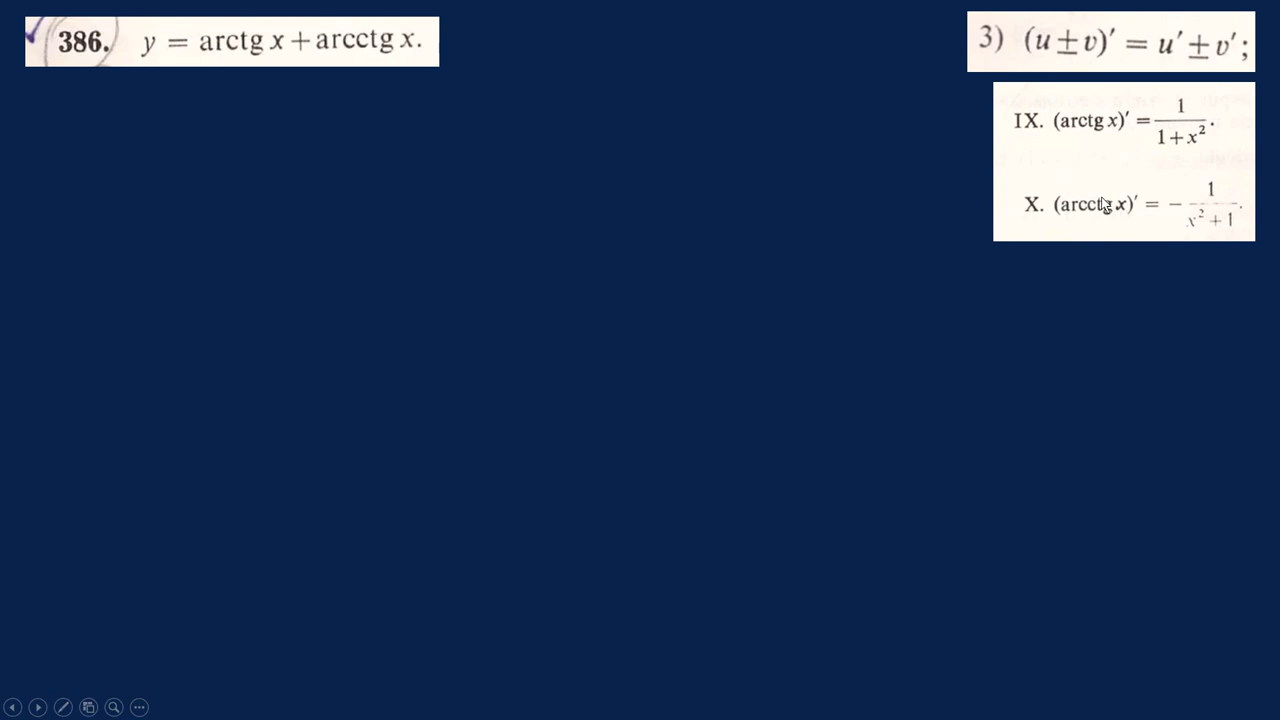 386. y = arctg x + arcctg x.
3) (u ± v)′ = u′ ± v′;
IX. (arctg x)′ = 1/(1+x²).
X. (arcctg x)′ = − 1/(x²+1).